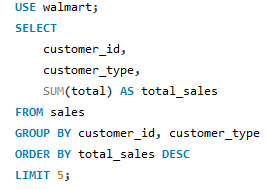 USE walmart;
SELECT
customer_id,
customer_type,
SUM(total) AS total_sales
FROM sales
GROUP BY customer_id, customer_type
ORDER BY total_sales DESC
LIMIT 5;